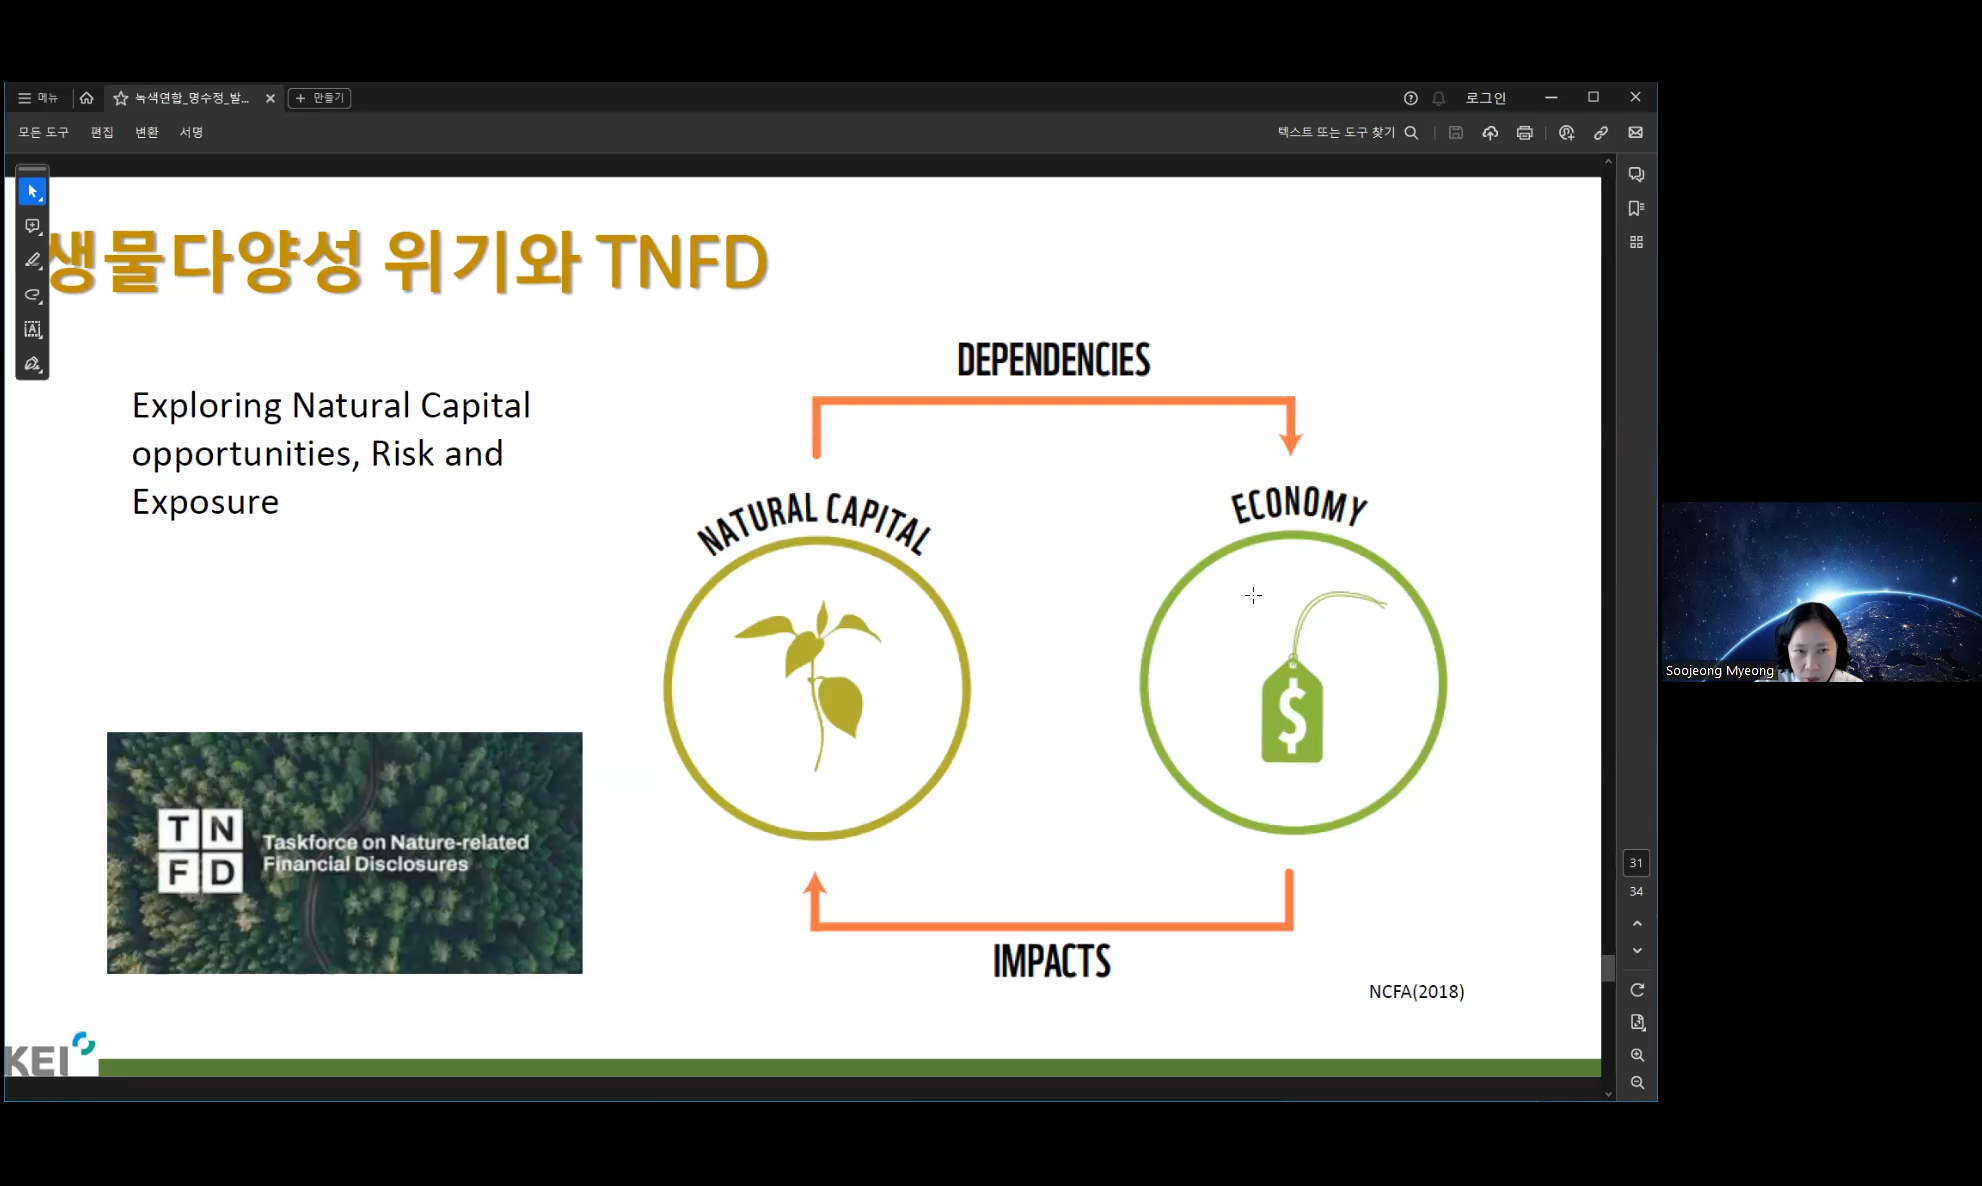 메뉴
녹색연합_명수정_발...
만들기
로그인
모든 도구 편집 변환 서명
텍스트 또는 도구 찾기
생물다양성 위기와 TNFD
Exploring Natural Capital
opportunities, Risk and
Exposure
DEPENDENCIES
NATURAL CAPITAL
ECONOMY
$
IMPACTS
NCFA(2018)
TN
FD
Taskforce on Nature-related
Financial Disclosures
KEI
31
34
Soojeong Myeong